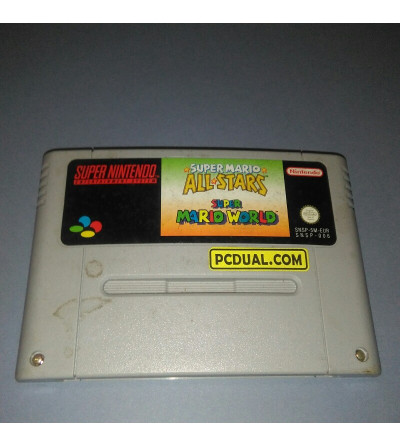 SUPER NINTENDO
ENTERTAINMENT SYSTEM
SUPER MARIO
ALL-STARS
SUPER
MARIO WORLD
Nintendo
SNSP-5M-EUR
PCDUAL.COM